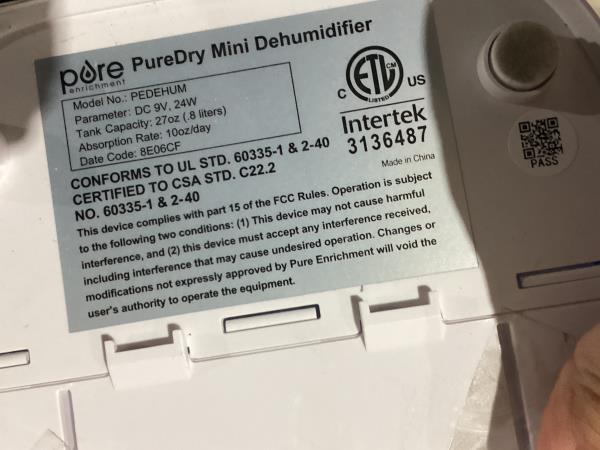 pure
enrichment
PureDry Mini Dehumidifier
Model No.: PEDEHUM
Parameter: DC 9V, 24W
Tank Capacity: 27oz (.8 liters)
Absorption Rate: 10oz/day
Date Code: 8E06CF
CONFORMS TO UL STD. 60335-1 & 2-40
CERTIFIED TO CSA STD. C22.2
NO. 60335-1 & 2-40
C ETL CM US
LISTED
Intertek
3136487
Made in China
This device complies with part 15 of the FCC Rules. Operation is subject
to the following two conditions: (1) This device may not cause harmful
interference, and (2) this device must accept any interference received,
including interference that may cause undesired operation. Changes or
modifications not expressly approved by Pure Enrichment will void the
user's authority to operate the equipment.
PASS